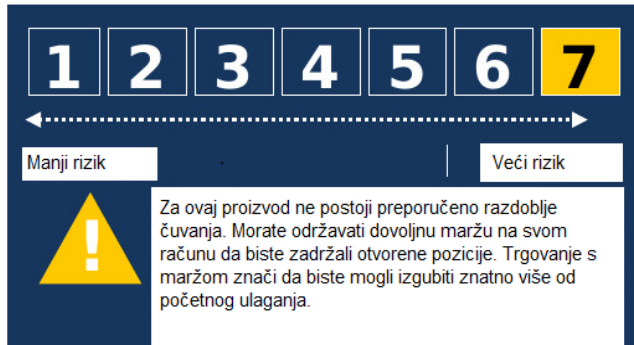 1 2 3 4 5 6 7
Manji rizik Veći rizik
!
Za ovaj proizvod ne postoji preporučeno razdoblje
čuvanja. Morate održavati dovoljnu maržu na svom
računu da biste zadržali otvorene pozicije. Trgovanje s
maržom znači da biste mogli izgubiti znatno više od
početnog ulaganja.